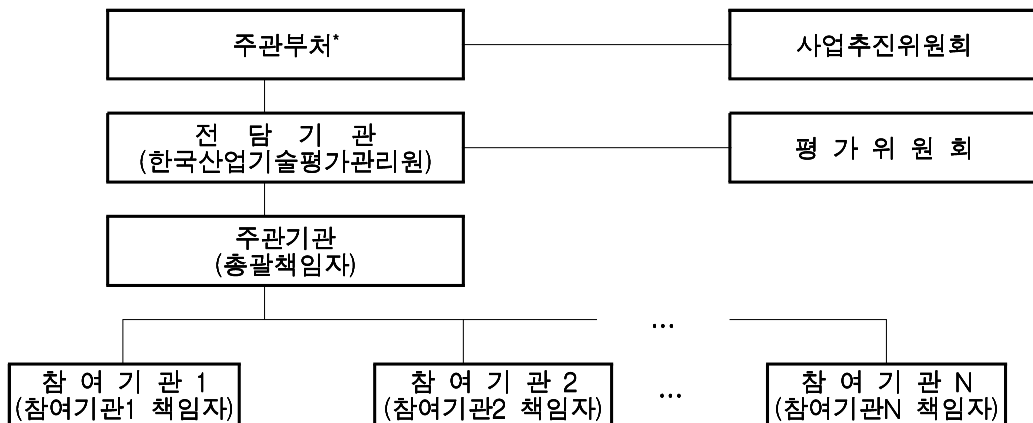 주관부처*
사업추진위원회
전 담 기 관
(한국산업기술평가관리원)
평 가 위 원 회
주관기관
(총괄책임자)
...
참 여 기 관 1
(참여기관1 책임자)
참 여 기 관 2
(참여기관2 책임자)
...
참 여 기 관 N
(참여기관N 책임자)